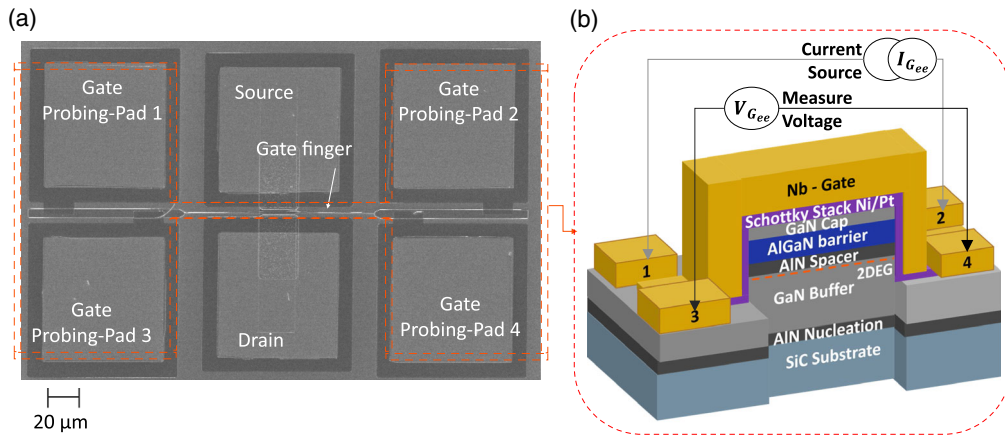 (a)
Gate
Probing-Pad 1
Source
Gate
Probing-Pad 2
Gate finger
Gate
Probing-Pad 3
Drain
Gate
Probing-Pad 4
20 µm
(b)
Current
Source
I_Gee
V_Gee
Measure
Voltage
Nb - Gate
Schottky Stack Ni/Pt
GaN Cap
AlGaN barrier
AlN Spacer
2DEG
GaN Buffer
AlN Nucleation
SiC Substrate
1
2
3
4